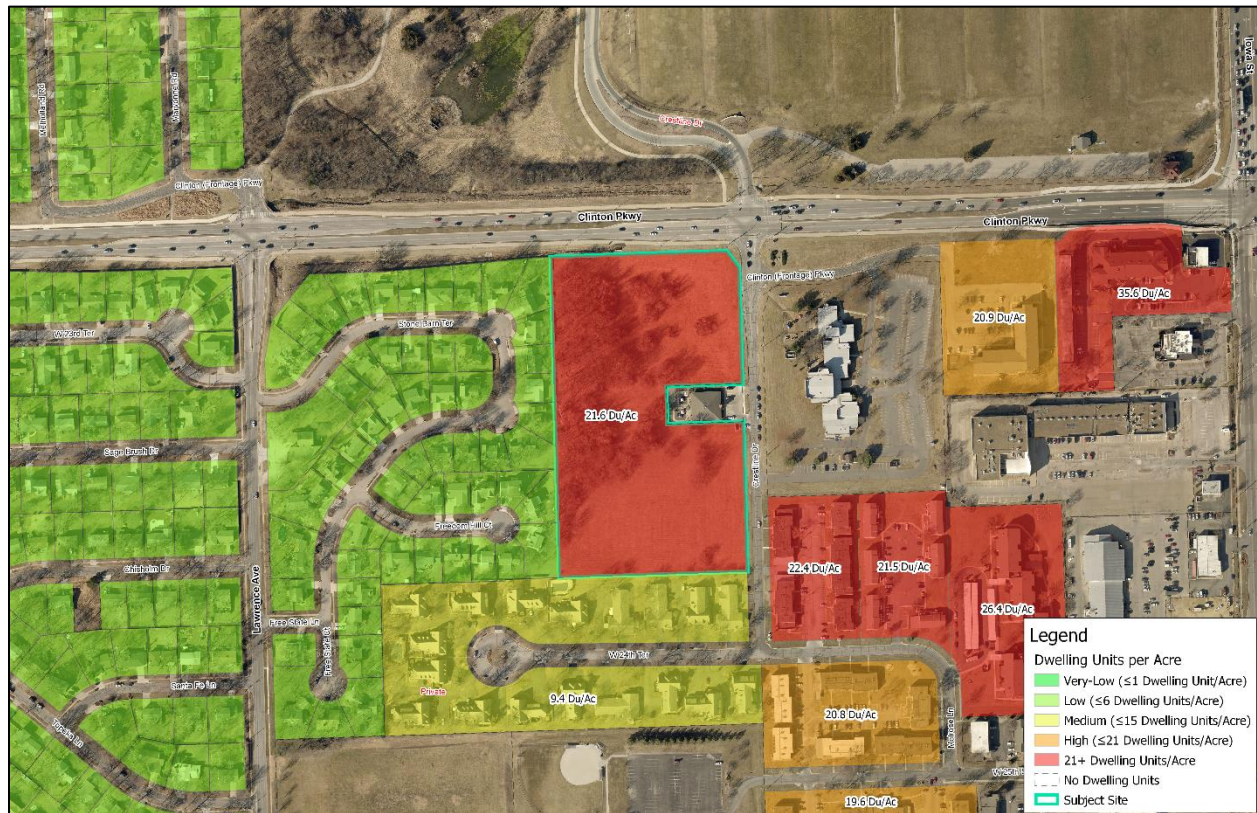 Iowa St
Crestline Dr
Clinton (Frontage) Pkwy
Clinton Pkwy
Clinton Pkwy
Clinton (Frontage) Pkwy
35.6 Du/Ac
20.9 Du/Ac
Stone Barn Ter
W 23rd Ter
21.6 Du/Ac
Crestline Dr
Sage Brush Dr
Freedom Hill Ct
Chisholm Dr
22.4 Du/Ac
21.5 Du/Ac
26.4 Du/Ac
Lawrence Ave
Free State Ln
Free State Ct
W 24th Ter
Private
9.4 Du/Ac
Santa Fe Ln
20.8 Du/Ac
W 25th
19.6 Du/Ac
Legend
Dwelling Units per Acre
Very-Low (≤1 Dwelling Unit/Acre)
Low (≤6 Dwelling Units/Acre)
Medium (≤15 Dwelling Units/Acre)
High (≤21 Dwelling Units/Acre)
21+ Dwelling Units/Acre
No Dwelling Units
Subject Site